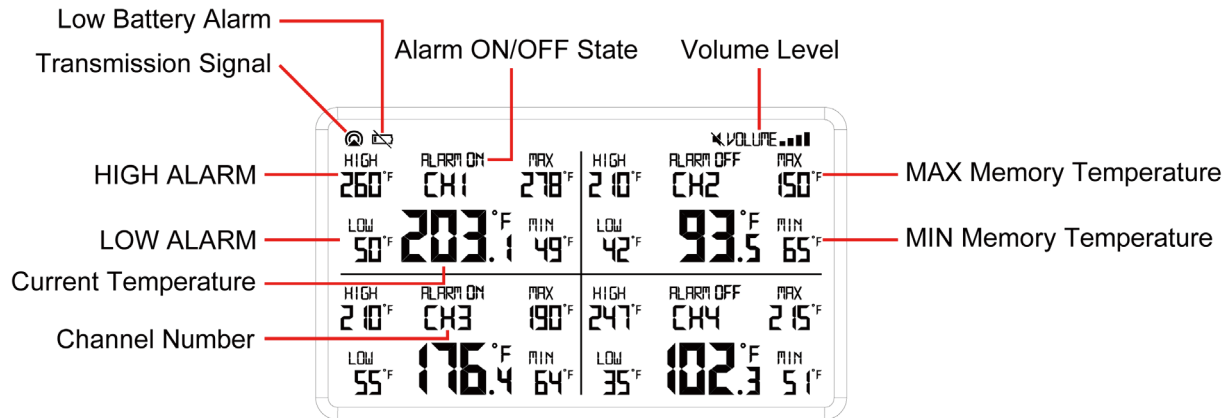 Low Battery Alarm
Transmission Signal
Alarm ON/OFF State
Volume Level
VOLUME
HIGH ALARM
LOW ALARM
Current Temperature
Channel Number
MAX Memory Temperature
MIN Memory Temperature
HIGH ALARM ON MAX
260°F CH1 278°F
LOW 203.1°F MIN
50°F 49°F
HIGH ALARM OFF MAX
210°F CH2 150°F
LOW 93.5°F MIN
42°F 65°F
HIGH ALARM ON MAX
210°F CH3 190°F
LOW 176.4°F MIN
55°F 64°F
HIGH ALARM OFF MAX
247°F CH4 215°F
LOW 102.3°F MIN
35°F 51°F